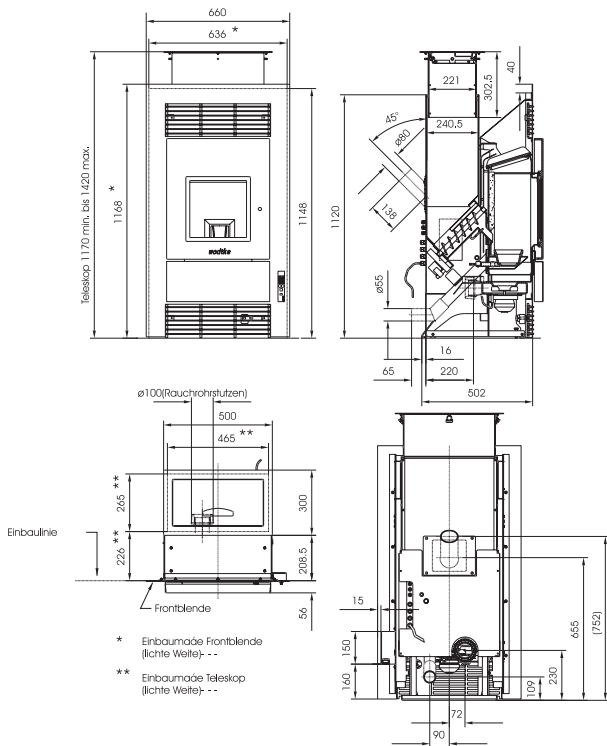 660
636 *
Teleskop 1170 min. bis 1420 max.
1168 *
1148
wodtke
221
302,5
40
45°
ø80
240,5
138
1120
ø55
16
65
220
502
ø100(Rauchrohrstutzen)
500
465 **
265 **
300
Einbaulinie
226 **
208,5
56
Frontblende
* Einbaumaáe Frontblende
(lichte Weite)- - -
** Einbaumaáe Teleskop
(lichte Weite)- - -
15
150
160
655
(752)
230
109
72
90